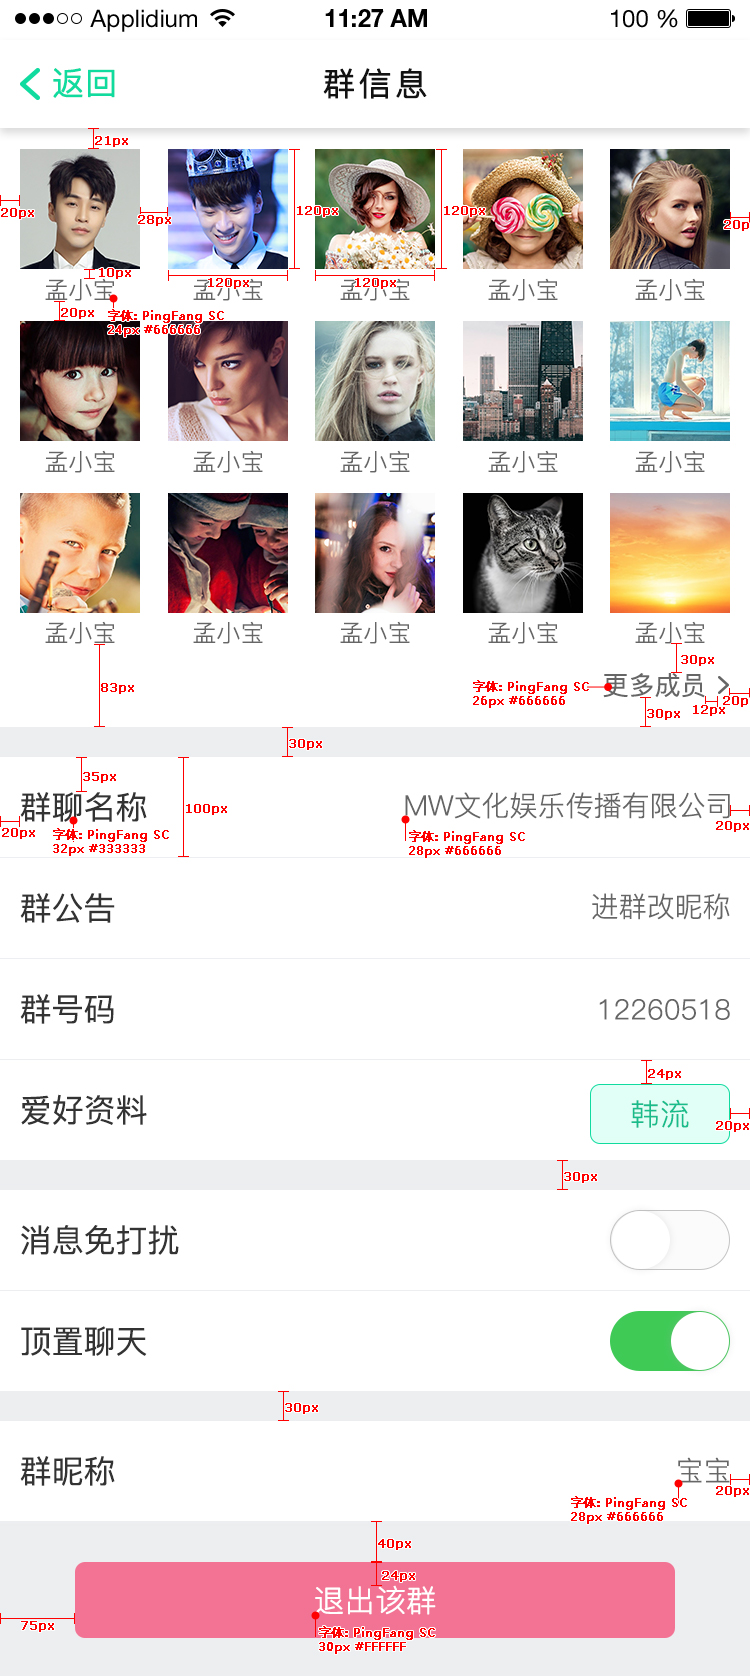 Applidium 11:27 AM 100 %
返回 群信息
21px
20px 28px 120px 120px 20px
10px 120px 120px
孟小宝 孟小宝 孟小宝 孟小宝 孟小宝
20px 字体: PingFang SC
24px #666666
孟小宝 孟小宝 孟小宝 孟小宝 孟小宝
孟小宝 孟小宝 孟小宝 孟小宝 孟小宝
83px 30px
字体: PingFang SC 更多成员
26px #666666 20px
30px 12px
30px
35px
群聊名称 100px MW文化娱乐传播有限公司
20px 20px
字体: PingFang SC
32px #333333
字体: PingFang SC
28px #666666
群公告 进群改昵称
群号码 12260518
24px
爱好资料 韩流
20px
30px
消息免打扰
顶置聊天
30px
群昵称 宝宝
20px
字体: PingFang SC
28px #666666
40px
24px
退出该群
75px
字体: PingFang SC
30px #FFFFFF